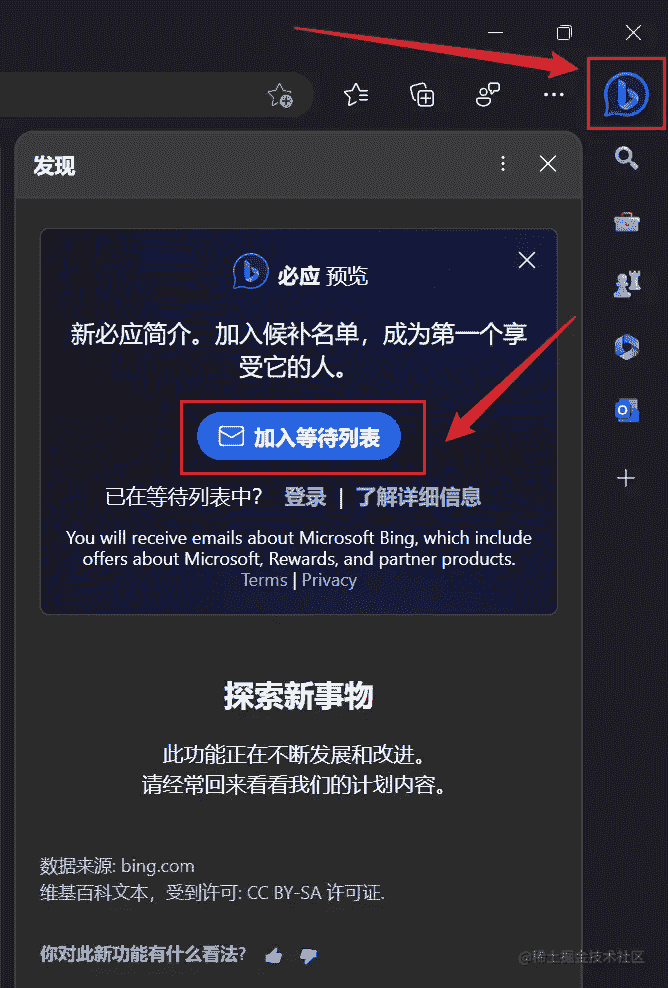 发现
必应 预览
新必应简介。加入候补名单，成为第一个享
受它的人。
加入等待列表
已在等待列表中? 登录 | 了解详细信息
You will receive emails about Microsoft Bing, which include
offers about Microsoft, Rewards, and partner products.
Terms | Privacy
探索新事物
此功能正在不断发展和改进。
请经常回来看看我们的计划内容。
数据来源: bing.com
维基百科文本，受到许可: CC BY-SA 许可证.
你对此新功能有什么看法?
@稀土掘金技术社区